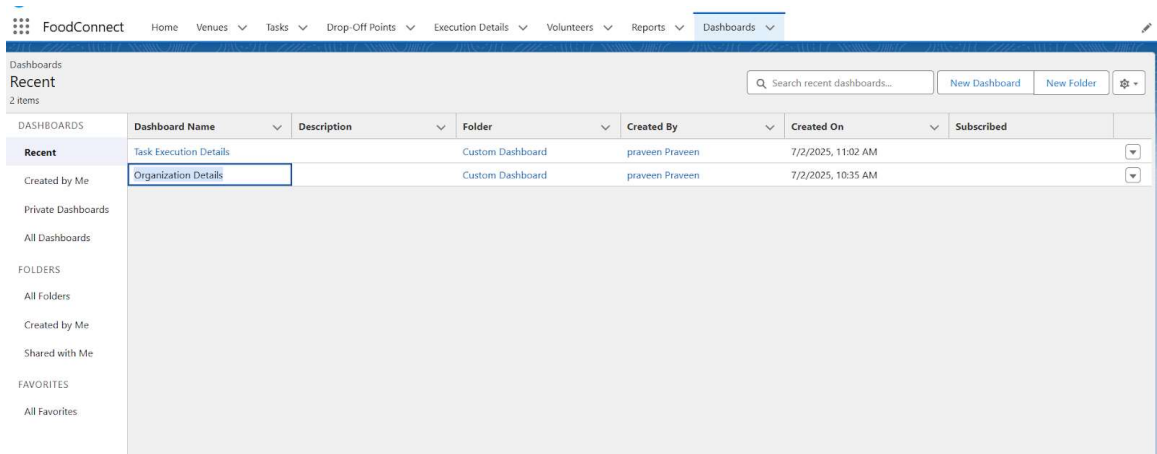 FoodConnect Home Venues Tasks Drop-Off Points Execution Details Volunteers Reports Dashboards
Dashboards
Recent
2 items
Search recent dashboards...
New Dashboard
New Folder
DASHBOARDS
Recent
Created by Me
Private Dashboards
All Dashboards
FOLDERS
All Folders
Created by Me
Shared with Me
FAVORITES
All Favorites
Dashboard Name Description Folder Created By Created On Subscribed
Task Execution Details Custom Dashboard praveen Praveen 7/2/2025, 11:02 AM
Organization Details Custom Dashboard praveen Praveen 7/2/2025, 10:35 AM